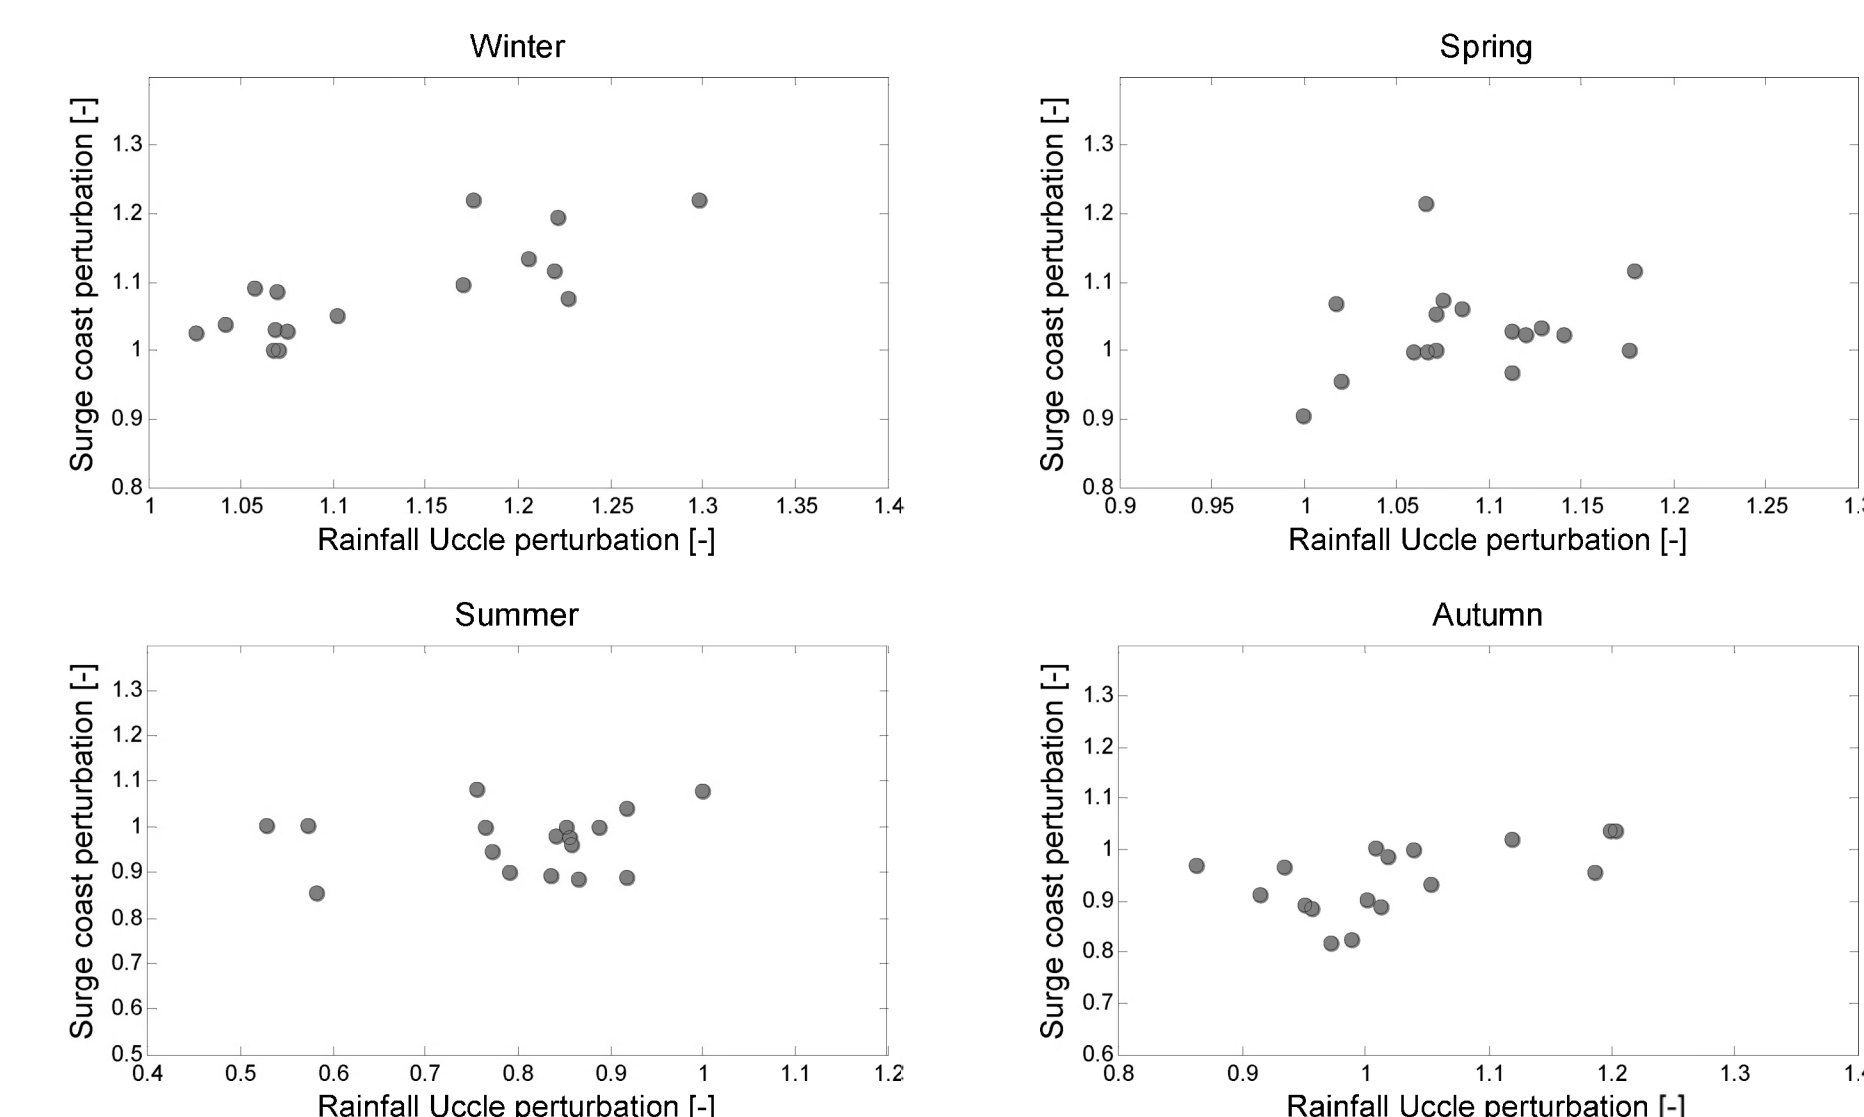 Winter
Surge coast perturbation [-]
1.3
1.2
1.1
1
0.9
0.8
1 1.05 1.1 1.15 1.2 1.25 1.3 1.35 1.4
Rainfall Uccle perturbation [-]
Spring
Surge coast perturbation [-]
1.3
1.2
1.1
1
0.9
0.8
0.9 0.95 1 1.05 1.1 1.15 1.2 1.25
Rainfall Uccle perturbation [-]
Summer
Surge coast perturbation [-]
1.3
1.2
1.1
1
0.9
0.8
0.7
0.6
0.5
0.4 0.5 0.6 0.7 0.8 0.9 1 1.1 1.2
Rainfall Uccle perturbation [-]
Autumn
Surge coast perturbation [-]
1.3
1.2
1.1
1
0.9
0.8
0.7
0.6
0.8 0.9 1 1.1 1.2 1.3
Rainfall Uccle perturbation [-]